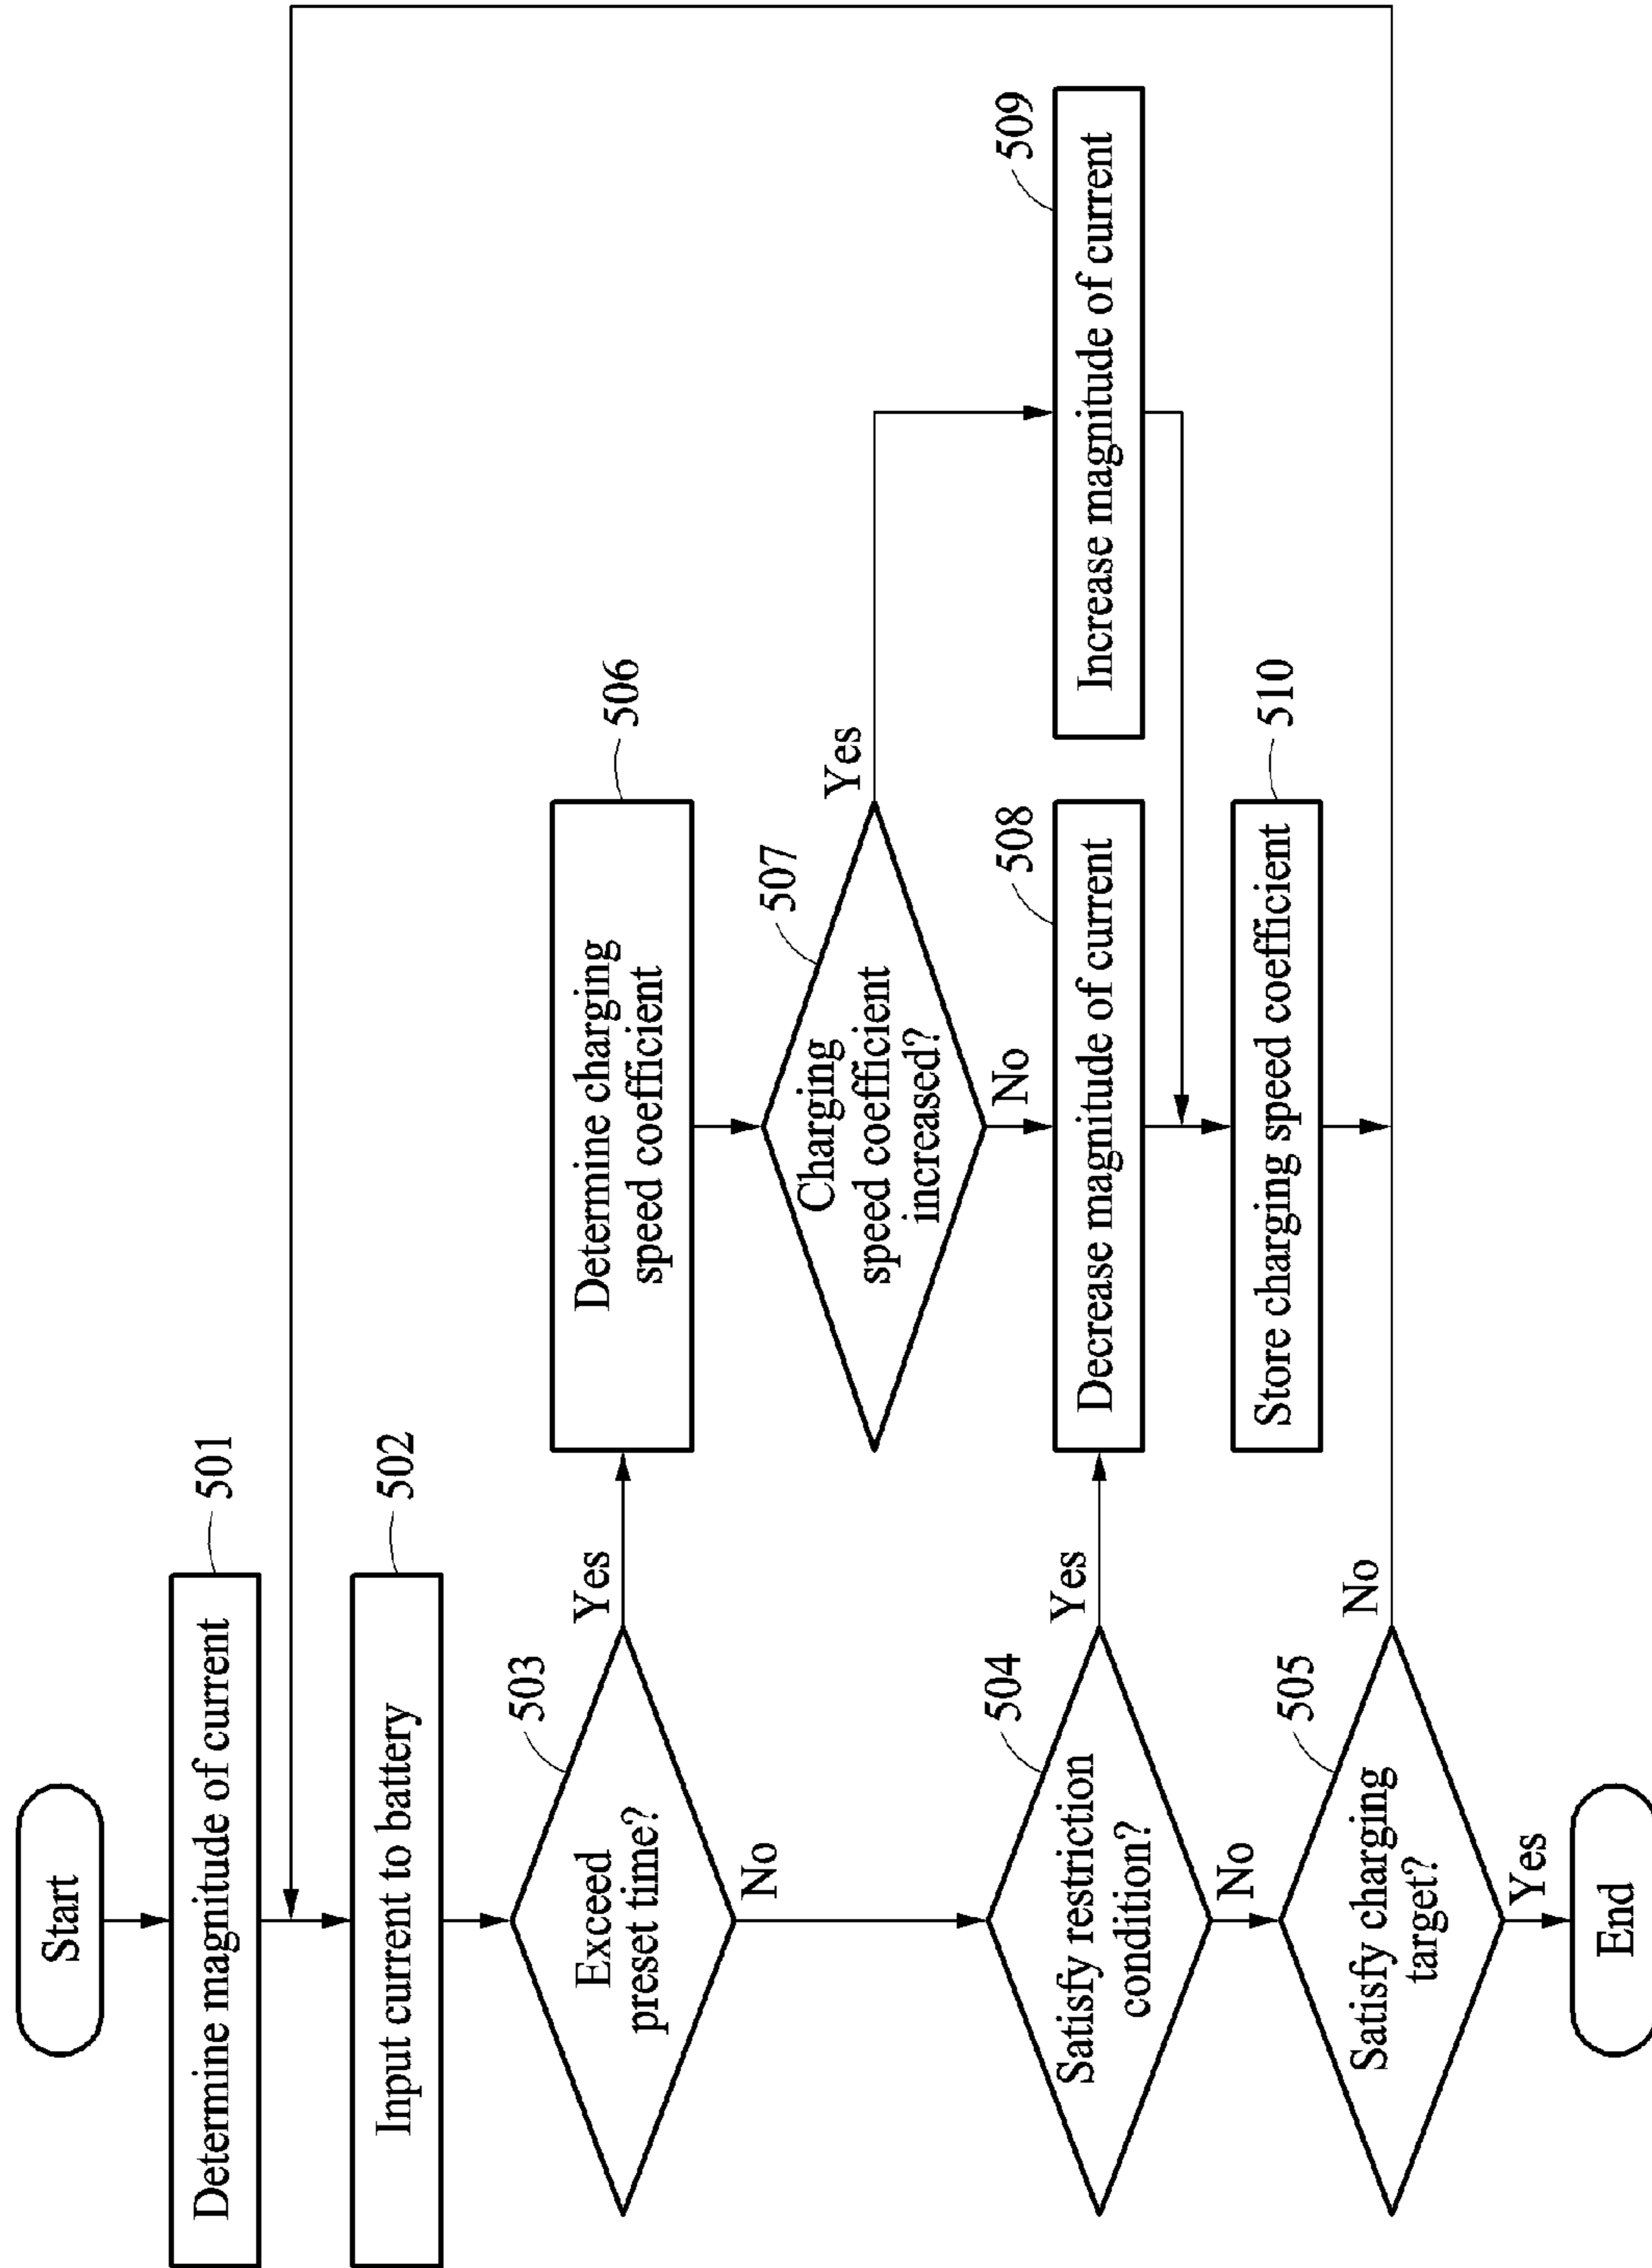 Start
501
Determine magnitude of current
502
Input current to battery
503
Exceed
preset time?
Yes
No
506
Determine charging
speed coefficient
507
Charging
speed coefficient
increased?
Yes
No
504
Satisfy restriction
condition?
Yes
No
508
Decrease magnitude of current
509
Increase magnitude of current
510
Store charging speed coefficient
505
Satisfy charging
target?
No
Yes
End